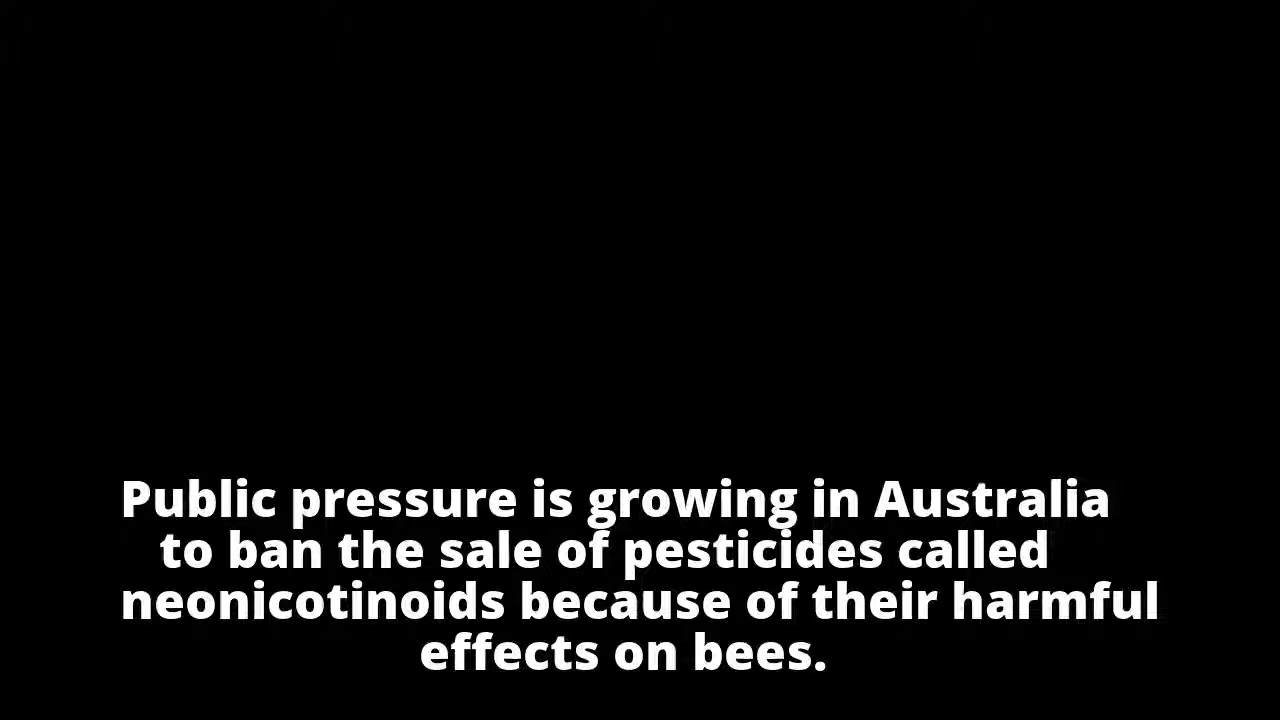 Public pressure is growing in Australia
to ban the sale of pesticides called
neonicotinoids because of their harmful
effects on bees.